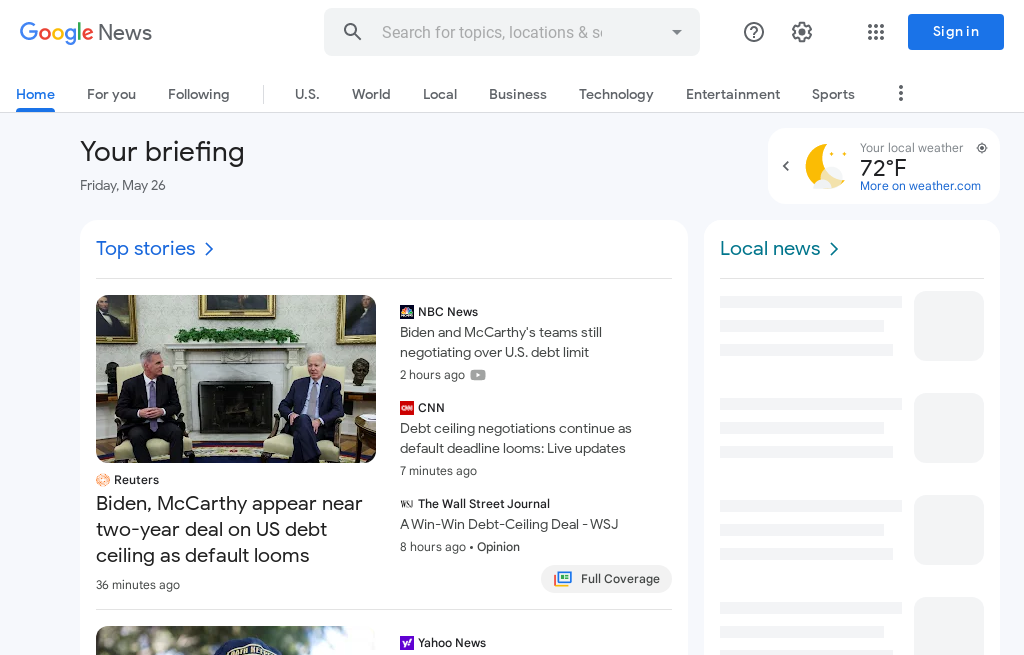 Google News
Search for topics, locations & s
Sign in
Home
For you
Following
U.S.
World
Local
Business
Technology
Entertainment
Sports
Your briefing
Friday, May 26
Your local weather
72°F
More on weather.com
Top stories
Local news
Reuters
Biden, McCarthy appear near
two-year deal on US debt
ceiling as default looms
36 minutes ago
NBC News
Biden and McCarthy's teams still
negotiating over U.S. debt limit
2 hours ago
CNN
CNN
Debt ceiling negotiations continue as
default deadline looms: Live updates
7 minutes ago
WSJ
The Wall Street Journal
A Win-Win Debt-Ceiling Deal - WSJ
8 hours ago • Opinion
Full Coverage
y!
Yahoo News